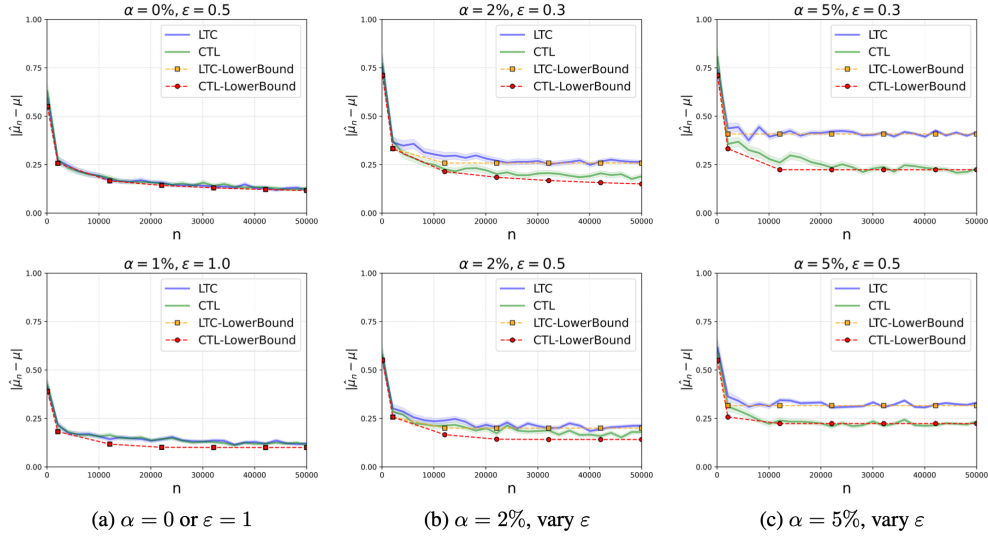 α = 0%, ε = 0.5
1.00
0.75
0.50
0.25
0.00
|μ̂ₙ − μ|
LTC
CTL
LTC-LowerBound
CTL-LowerBound
0 10000 20000 30000 40000 50000
n
α = 2%, ε = 0.3
1.00
0.75
0.50
0.25
0.00
|μ̂ₙ − μ|
LTC
CTL
LTC-LowerBound
CTL-LowerBound
0 10000 20000 30000 40000 50000
n
α = 5%, ε = 0.3
1.00
0.75
0.50
0.25
0.00
|μ̂ₙ − μ|
LTC
CTL
LTC-LowerBound
CTL-LowerBound
0 10000 20000 30000 40000 50000
n
α = 1%, ε = 1.0
1.00
0.75
0.50
0.25
0.00
|μ̂ₙ − μ|
LTC
CTL
LTC-LowerBound
CTL-LowerBound
0 10000 20000 30000 40000 50000
n
α = 2%, ε = 0.5
1.00
0.75
0.50
0.25
0.00
|μ̂ₙ − μ|
LTC
CTL
LTC-LowerBound
CTL-LowerBound
0 10000 20000 30000 40000 50000
n
α = 5%, ε = 0.5
1.00
0.75
0.50
0.25
0.00
|μ̂ₙ − μ|
LTC
CTL
LTC-LowerBound
CTL-LowerBound
0 10000 20000 30000 40000 50000
n
(a) α = 0 or ε = 1
(b) α = 2%, vary ε
(c) α = 5%, vary ε